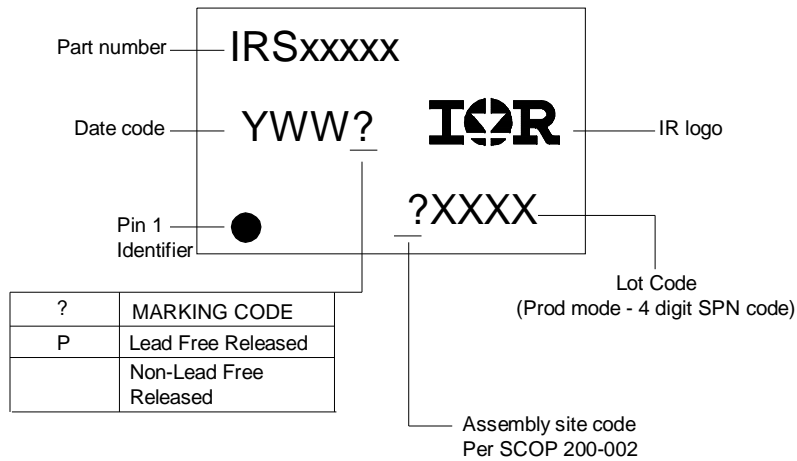 Part number
IRSxxxxx
Date code
YWW?
IOR
IR logo
Pin 1
Identifier
?XXXX
Lot Code
(Prod mode - 4 digit SPN code)
? MARKING CODE
P Lead Free Released
Non-Lead Free
Released
Assembly site code
Per SCOP 200-002